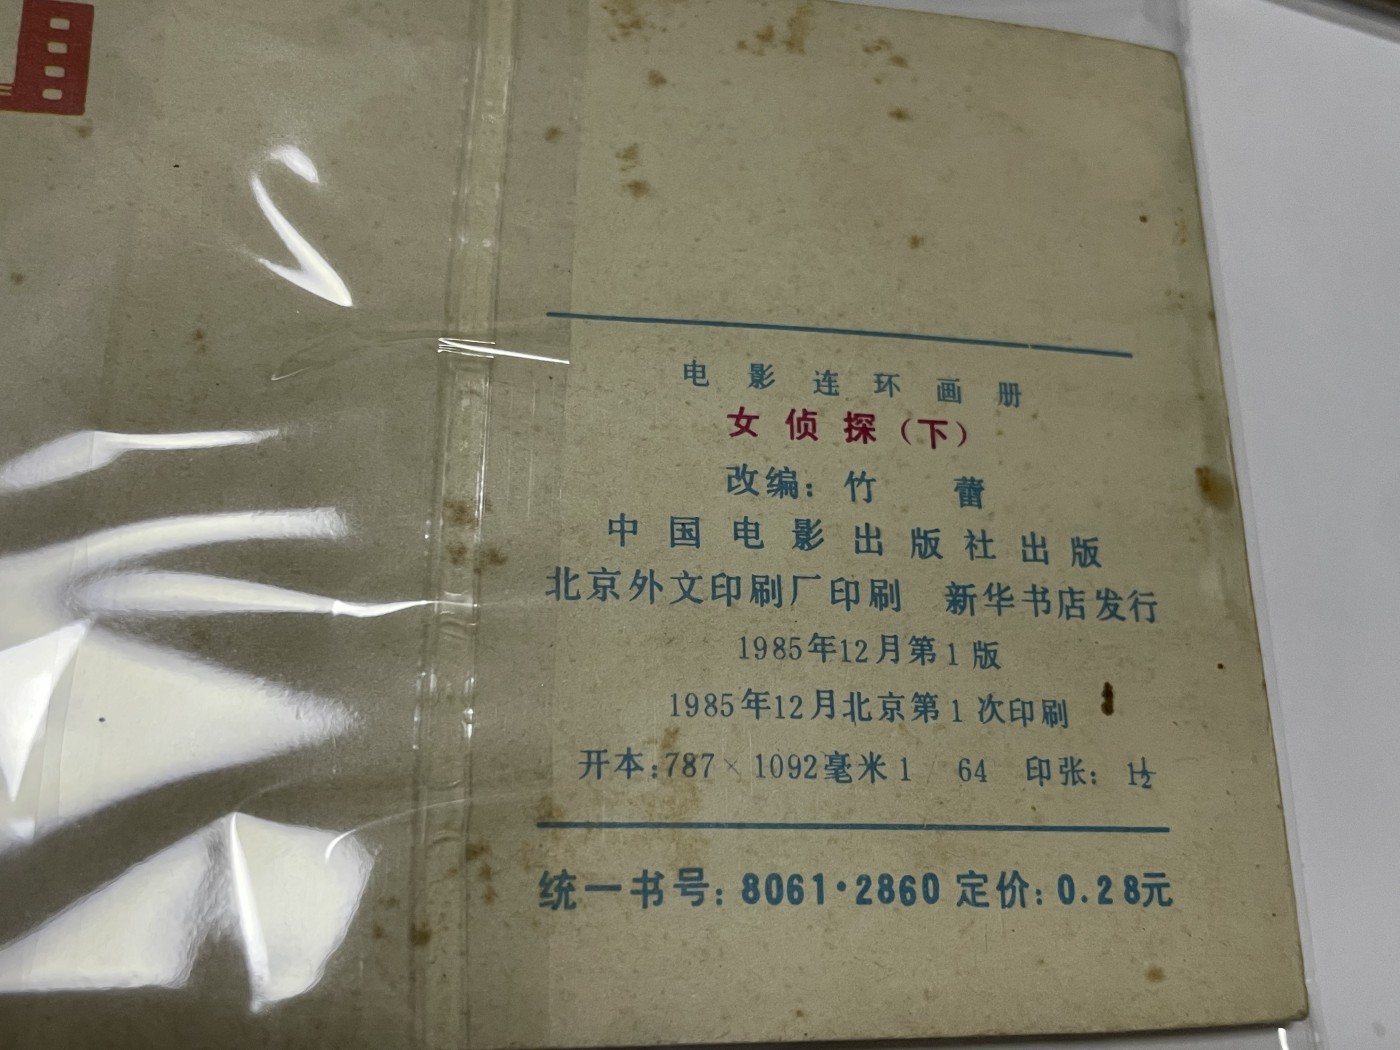 电影连环画册
女侦探（下）
改编：竹 蕾
中国电影出版社出版
北京外文印刷厂印刷 新华书店发行
1985年12月第1版
1985年12月北京第1次印刷
开本：787×1092毫米1/64 印张：1½
统一书号：8061·2860 定价：0.28元